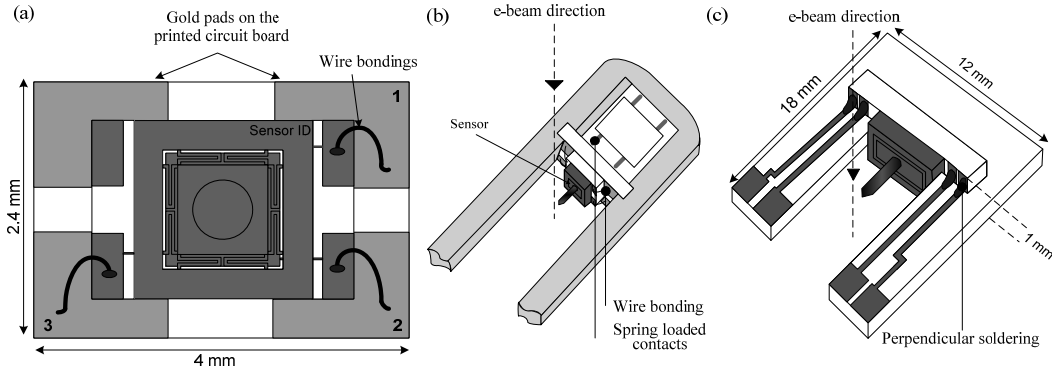 (a)
Gold pads on the
printed circuit board
Wire bondings
1
Sensor ID
2.4 mm
3
2
4 mm
(b)
e-beam direction
Sensor
Wire bonding
Spring loaded
contacts
(c)
e-beam direction
12 mm
18 mm
1 mm
Perpendicular soldering